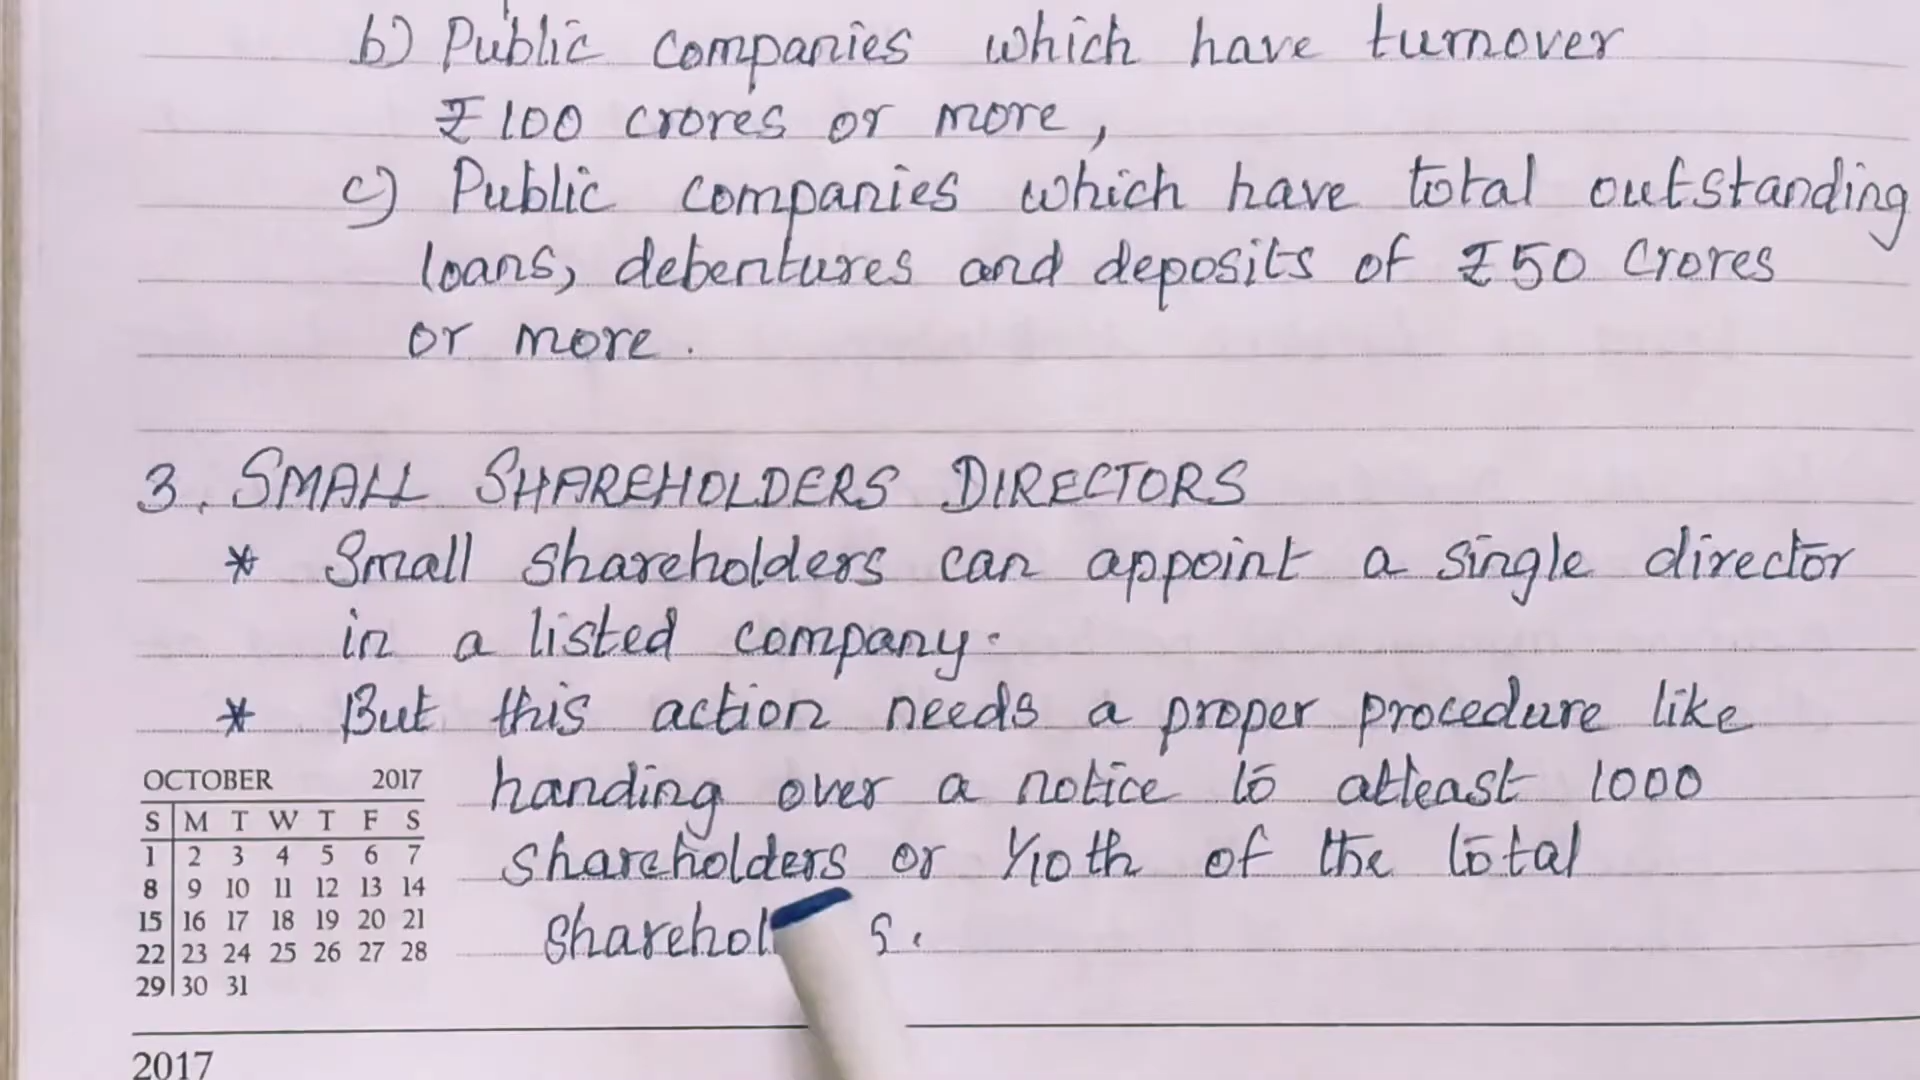 b) Public companies which have turnover
₹100 crores or more,
c) Public companies which have total outstanding
loans, debentures and deposits of ₹50 Crores
or more.
3. SMALL SHAREHOLDERS DIRECTORS
* Small shareholders can appoint a single director
in a listed company.
* But this action needs a proper procedure like
handing over a notice to atleast 1000
shareholders or 1/10th of the total
OCTOBER 2017
S M T W T F S
1 2 3 4 5 6 7
8 9 10 11 12 13 14
15 16 17 18 19 20 21
22 23 24 25 26 27 28
29 30 31
2017